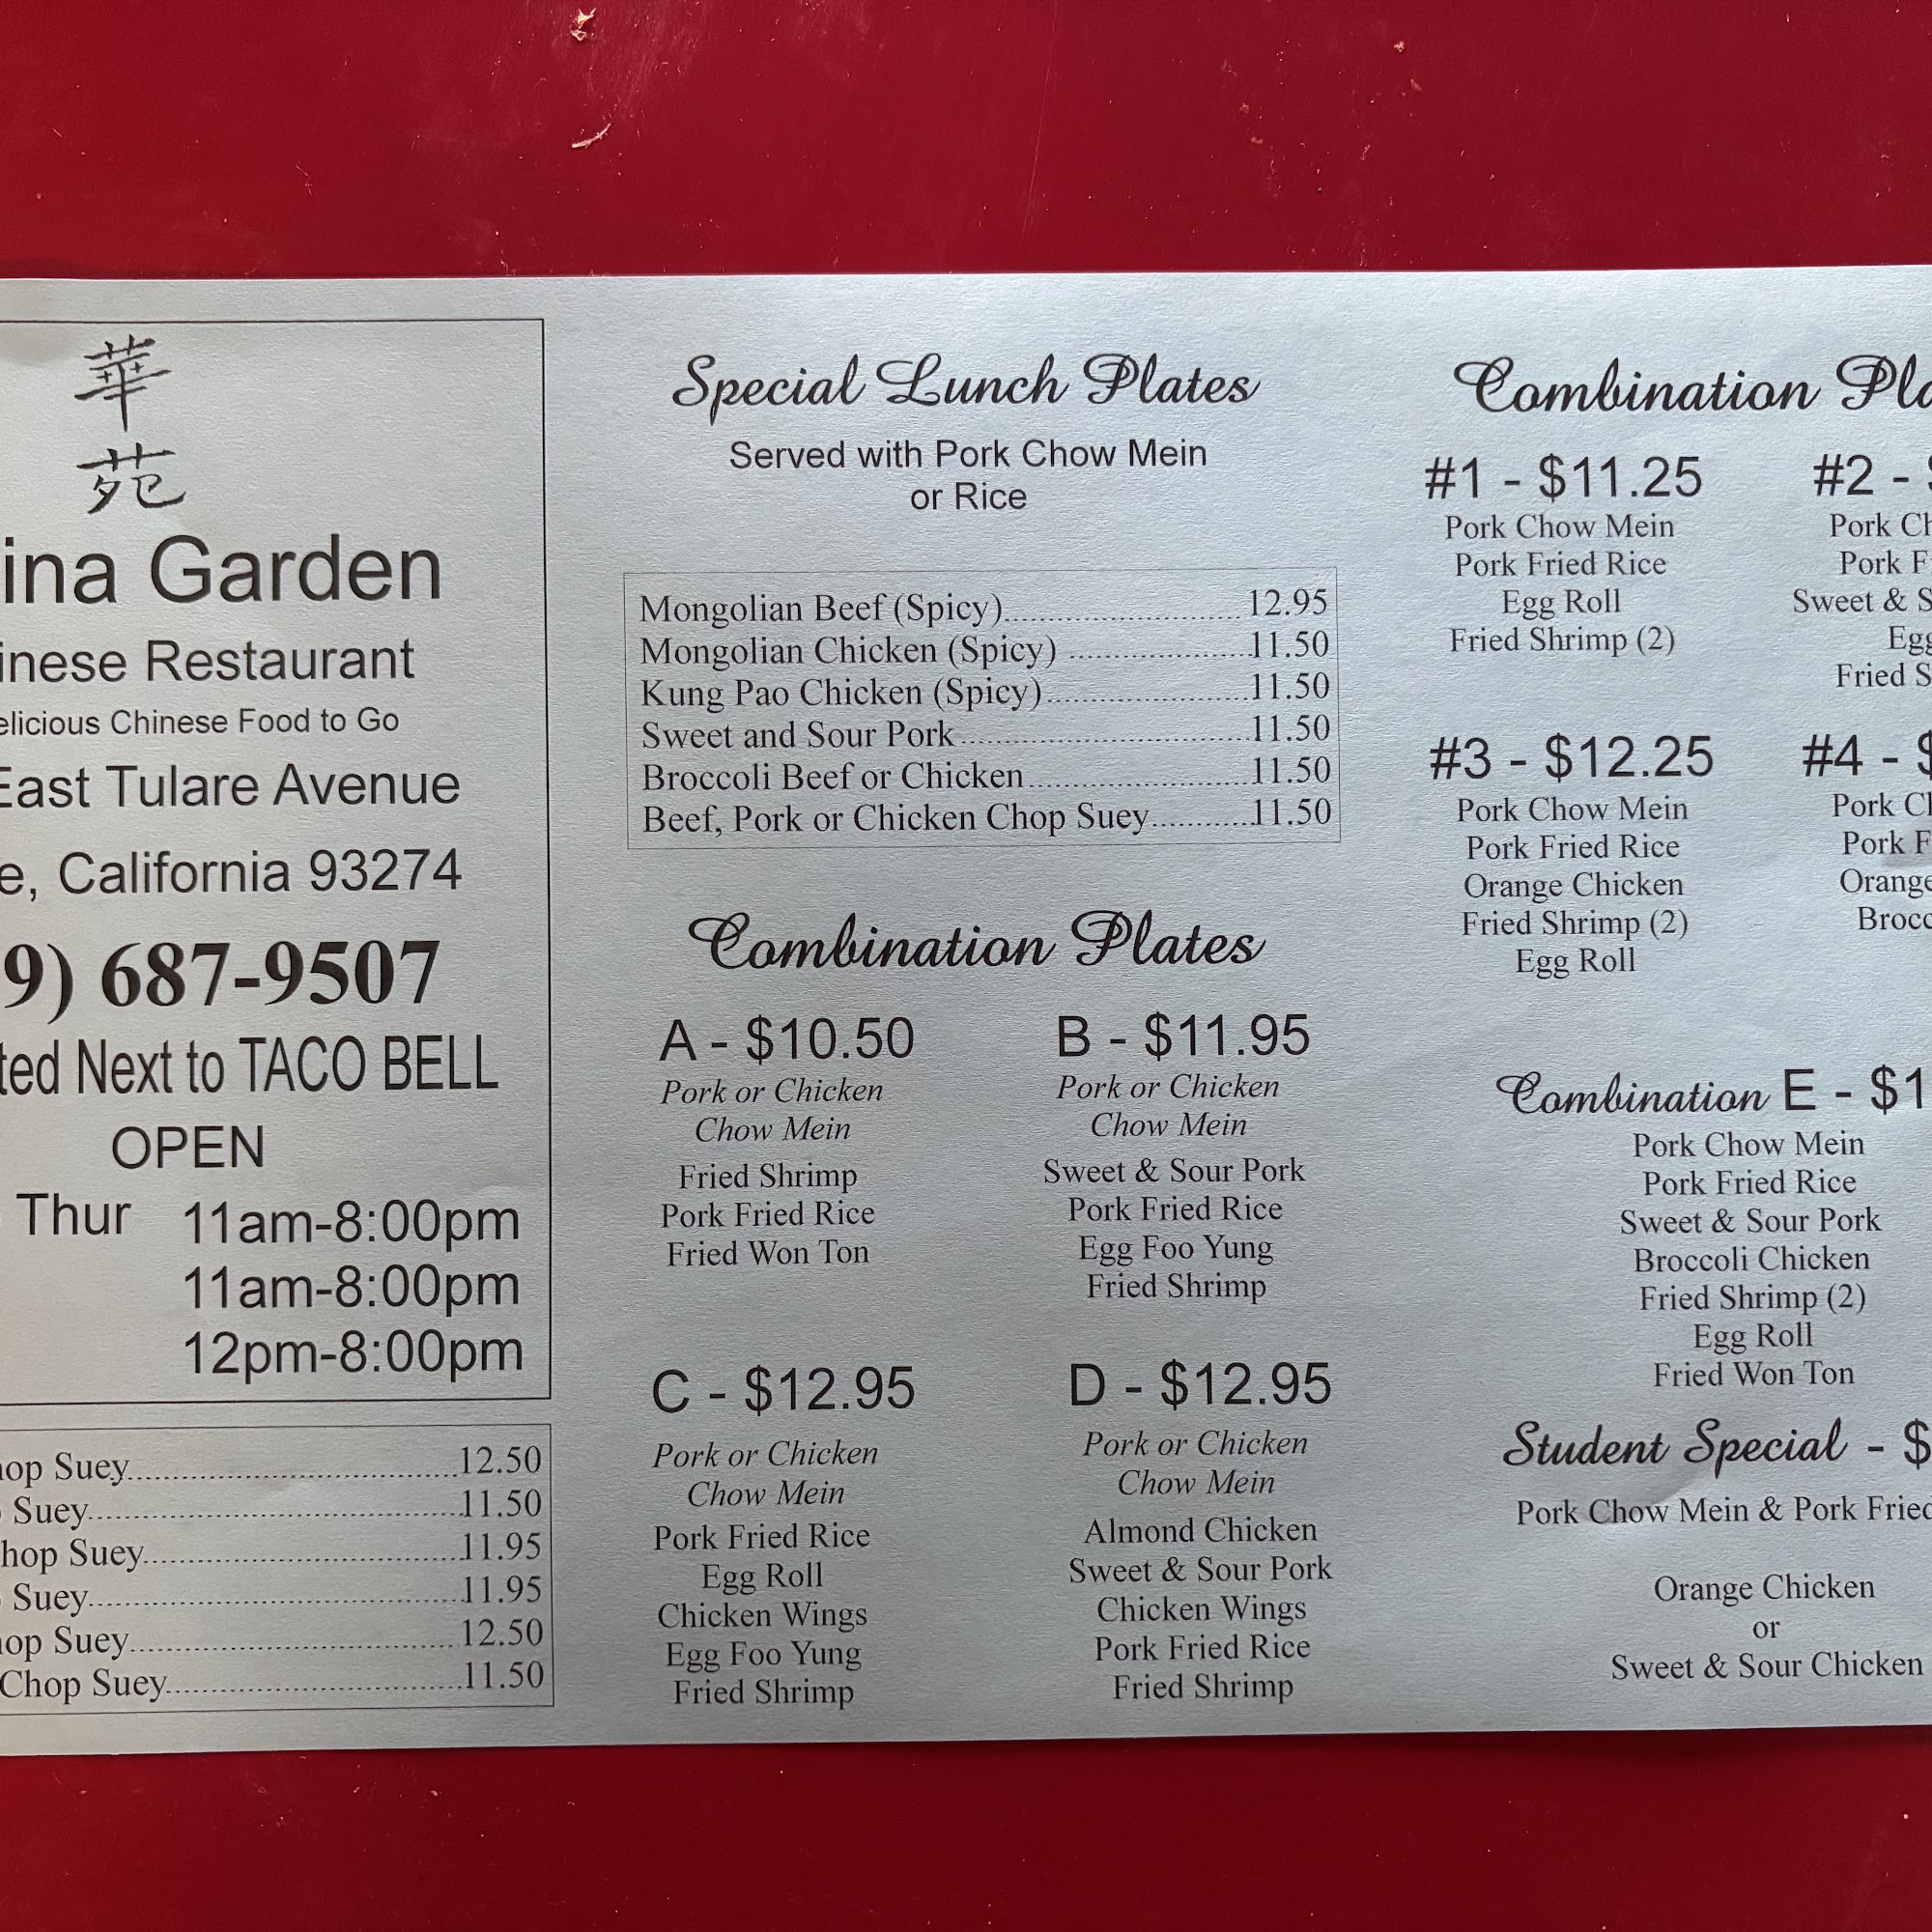 華
苑
ina Garden
inese Restaurant
elicious Chinese Food to Go
East Tulare Avenue
e, California 93274
9) 687-9507
ted Next to TACO BELL
OPEN
Thur 11am-8:00pm
11am-8:00pm
12pm-8:00pm
op Suey 12.50
Suey 11.50
hop Suey 11.95
Suey 11.95
op Suey 12.50
Chop Suey 11.50
Special Lunch Plates
Served with Pork Chow Mein
or Rice
Mongolian Beef (Spicy) 12.95
Mongolian Chicken (Spicy) 11.50
Kung Pao Chicken (Spicy) 11.50
Sweet and Sour Pork 11.50
Broccoli Beef or Chicken 11.50
Beef, Pork or Chicken Chop Suey 11.50
Combination Plates
A - $10.50
Pork or Chicken
Chow Mein
Fried Shrimp
Pork Fried Rice
Fried Won Ton
B - $11.95
Pork or Chicken
Chow Mein
Sweet & Sour Pork
Pork Fried Rice
Egg Foo Yung
Fried Shrimp
C - $12.95
Pork or Chicken
Chow Mein
Pork Fried Rice
Egg Roll
Chicken Wings
Egg Foo Yung
Fried Shrimp
D - $12.95
Pork or Chicken
Chow Mein
Almond Chicken
Sweet & Sour Pork
Chicken Wings
Pork Fried Rice
Fried Shrimp
Combination Pla
#1 - $11.25
Pork Chow Mein
Pork Fried Rice
Egg Roll
Fried Shrimp (2)
#2 - $
Pork Ch
Pork F
Sweet & S
Egg
Fried S
#3 - $12.25
Pork Chow Mein
Pork Fried Rice
Orange Chicken
Fried Shrimp (2)
Egg Roll
#4 - $
Pork Ch
Pork F
Orange
Brocc
Combination E - $1
Pork Chow Mein
Pork Fried Rice
Sweet & Sour Pork
Broccoli Chicken
Fried Shrimp (2)
Egg Roll
Fried Won Ton
Student Special - $
Pork Chow Mein & Pork Fried
Orange Chicken
or
Sweet & Sour Chicken